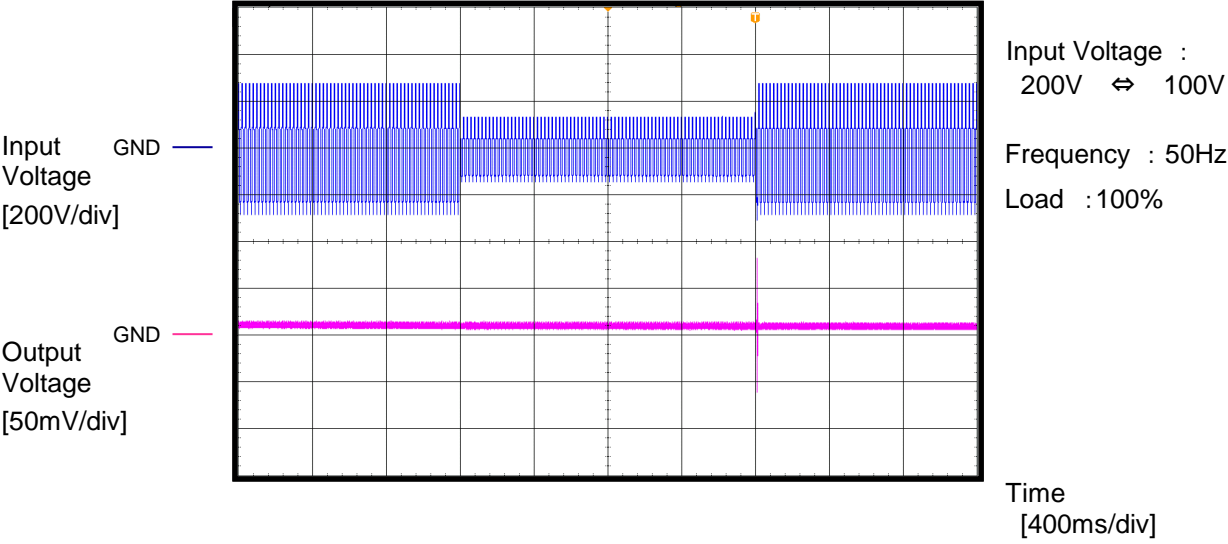 Input
Voltage
[200V/div]
GND
Output
Voltage
[50mV/div]
GND
T
Input Voltage :
200V ⇔ 100V
Frequency : 50Hz
Load :100%
Time
[400ms/div]